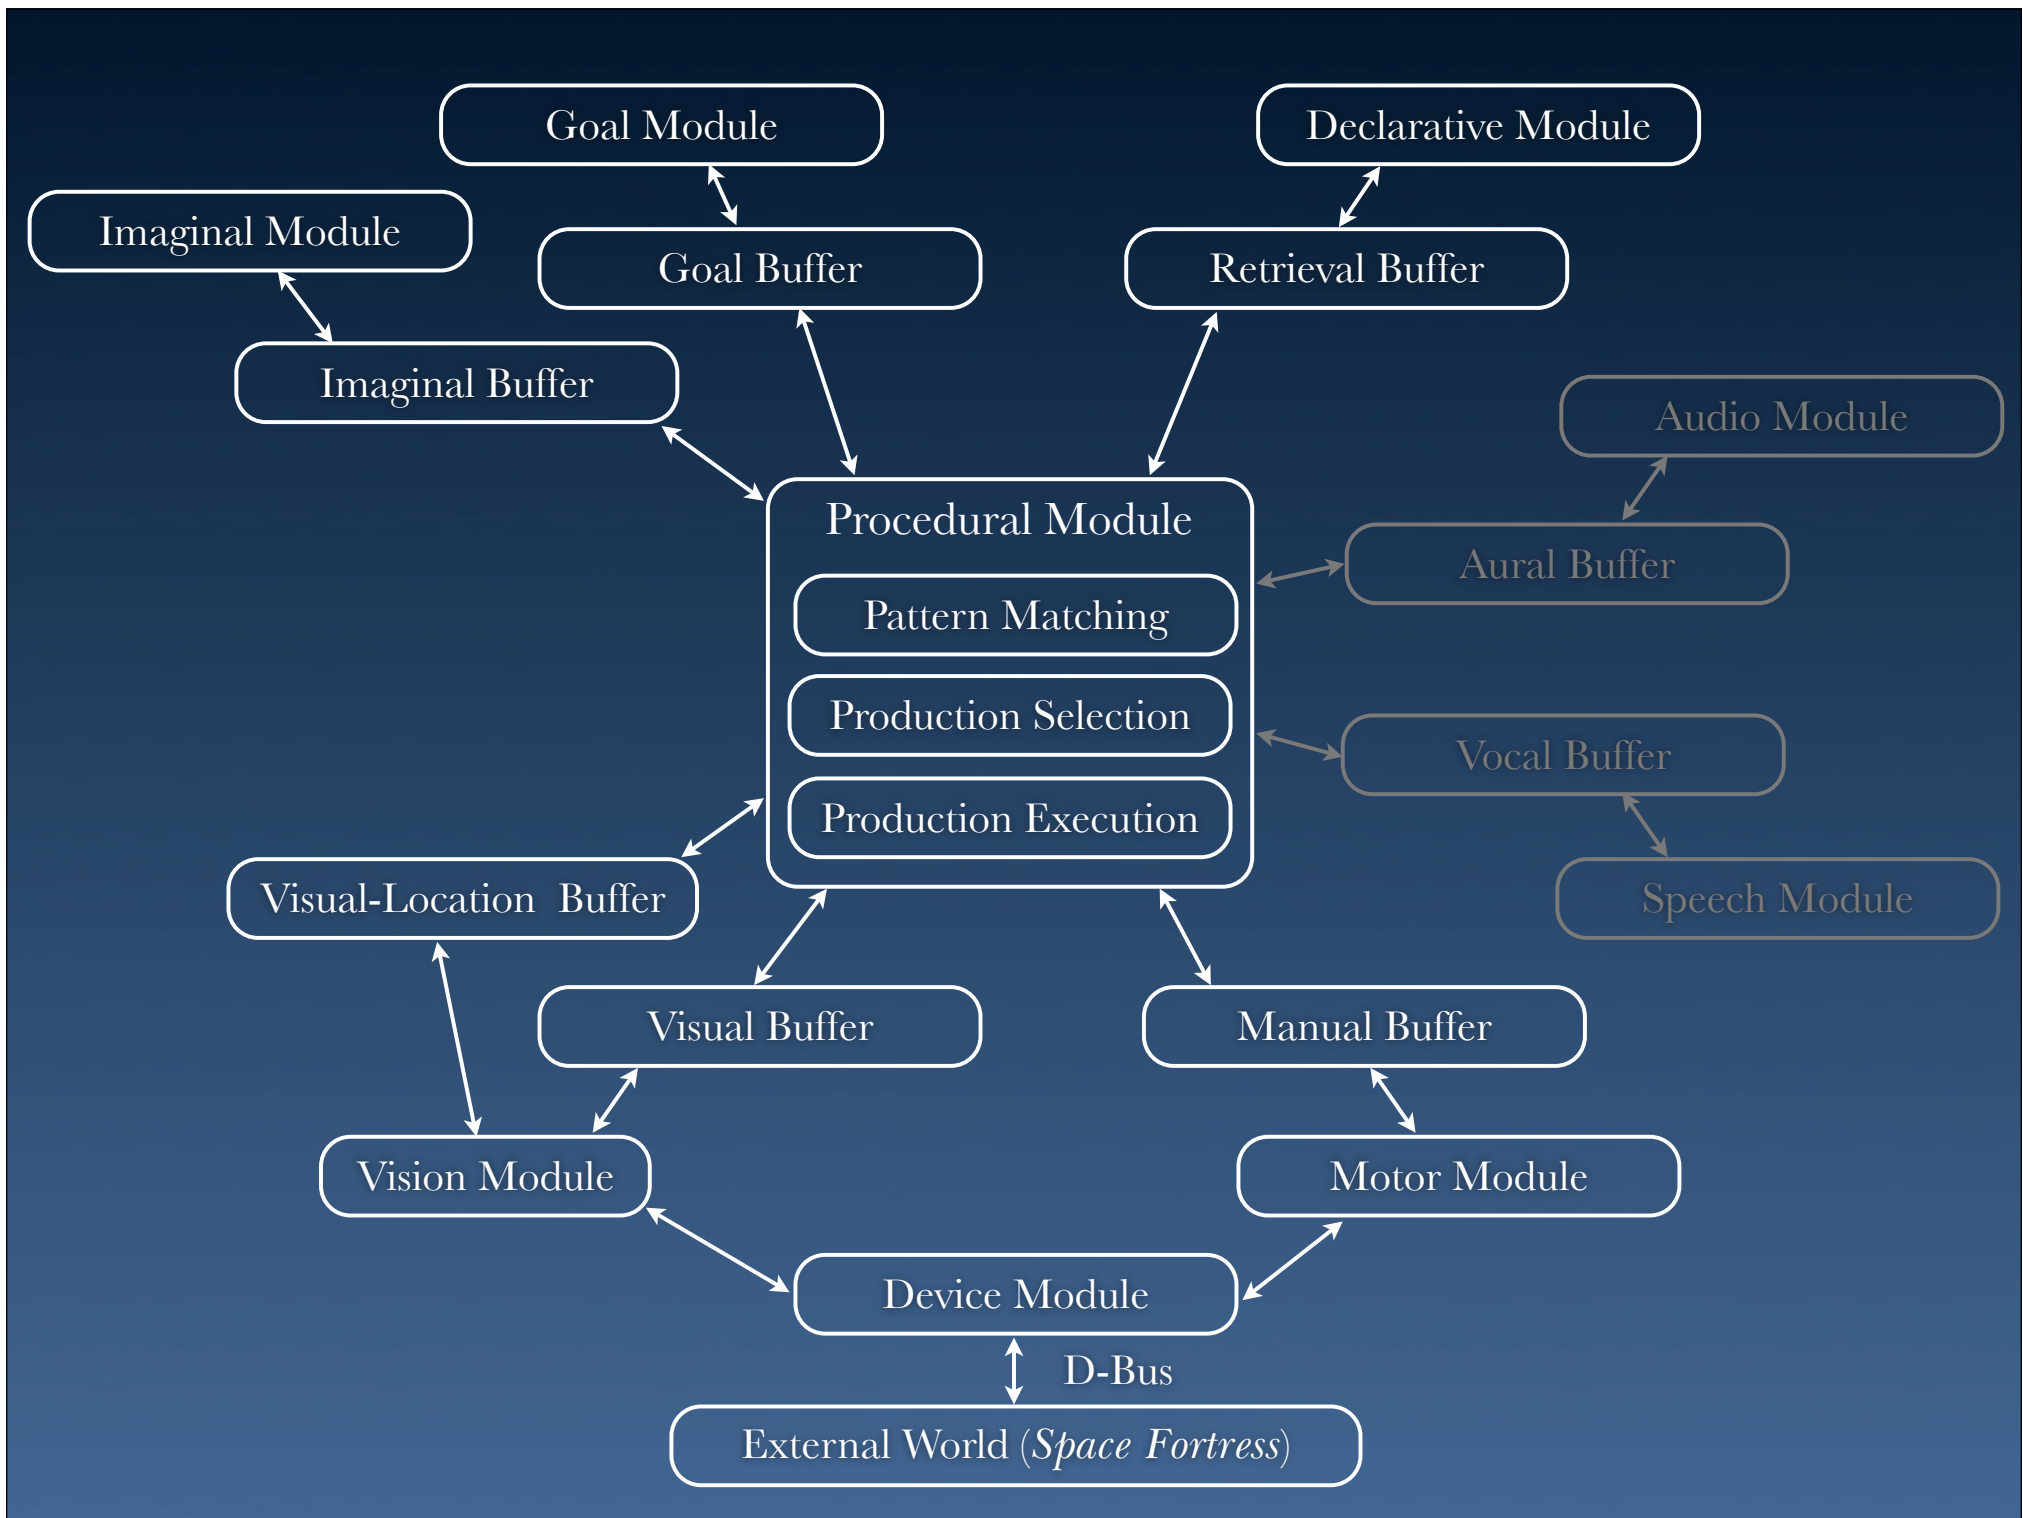 Goal Module
Declarative Module
Imaginal Module
Goal Buffer
Retrieval Buffer
Imaginal Buffer
Audio Module
Procedural Module
Aural Buffer
Pattern Matching
Production Selection
Vocal Buffer
Production Execution
Visual-Location Buffer
Speech Module
Visual Buffer
Manual Buffer
Vision Module
Motor Module
Device Module
D-Bus
External World (Space Fortress)